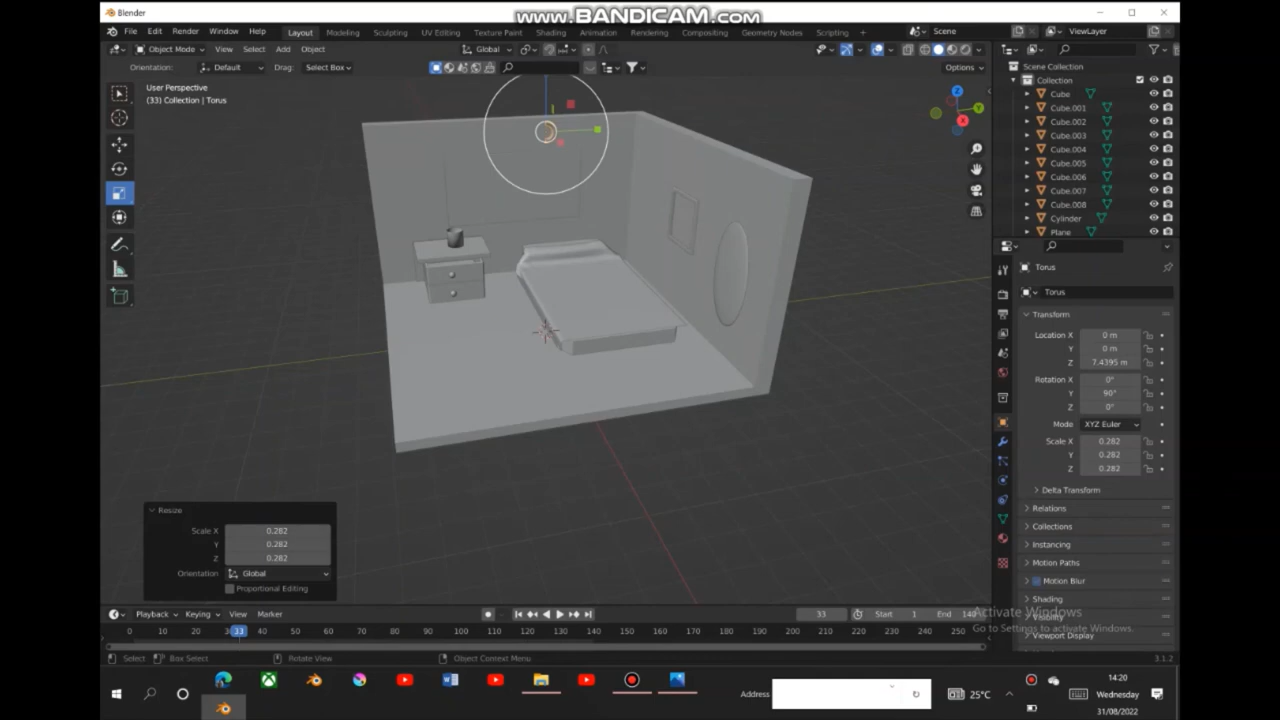 www.BANDICAM.com
Blender
File Edit Render Window Help Layout Modeling Sculpting UV Editing Texture Paint Shading Animation Rendering Compositing Geometry Nodes Scripting + Scene ViewLayer
Object Mode View Select Add Object Global
Orientation: Default Drag: Select Box Options
User Perspective
(33) Collection | Torus
Z
Y
X
Scene Collection
Collection
Cube
Cube.001
Cube.002
Cube.003
Cube.004
Cube.005
Cube.006
Cube.007
Cube.008
Cylinder
Plane
Torus
Torus
Transform
Location X 0 m
Y 0 m
Z 7.4395 m
Rotation X 0°
Y 90°
Z 0°
Mode XYZ Euler
Scale X 0.282
Y 0.282
Z 0.282
Delta Transform
Relations
Collections
Instancing
Motion Paths
Motion Blur
Shading
Visibility
Viewport Display
Activate Windows
Go to Settings to activate Windows.
Resize
Scale X 0.282
Y 0.282
Z 0.282
Orientation Global
Proportional Editing
Playback Keying View Marker 33 Start 1 End 140
0 10 20 33 40 50 60 70 80 90 100 110 120 130 140 150 160 170 180 190 200 210 220 230 240 250
Select Box Select Rotate View Object Context Menu 3.1.2
Address 25°C
14:20
Wednesday
31/08/2022